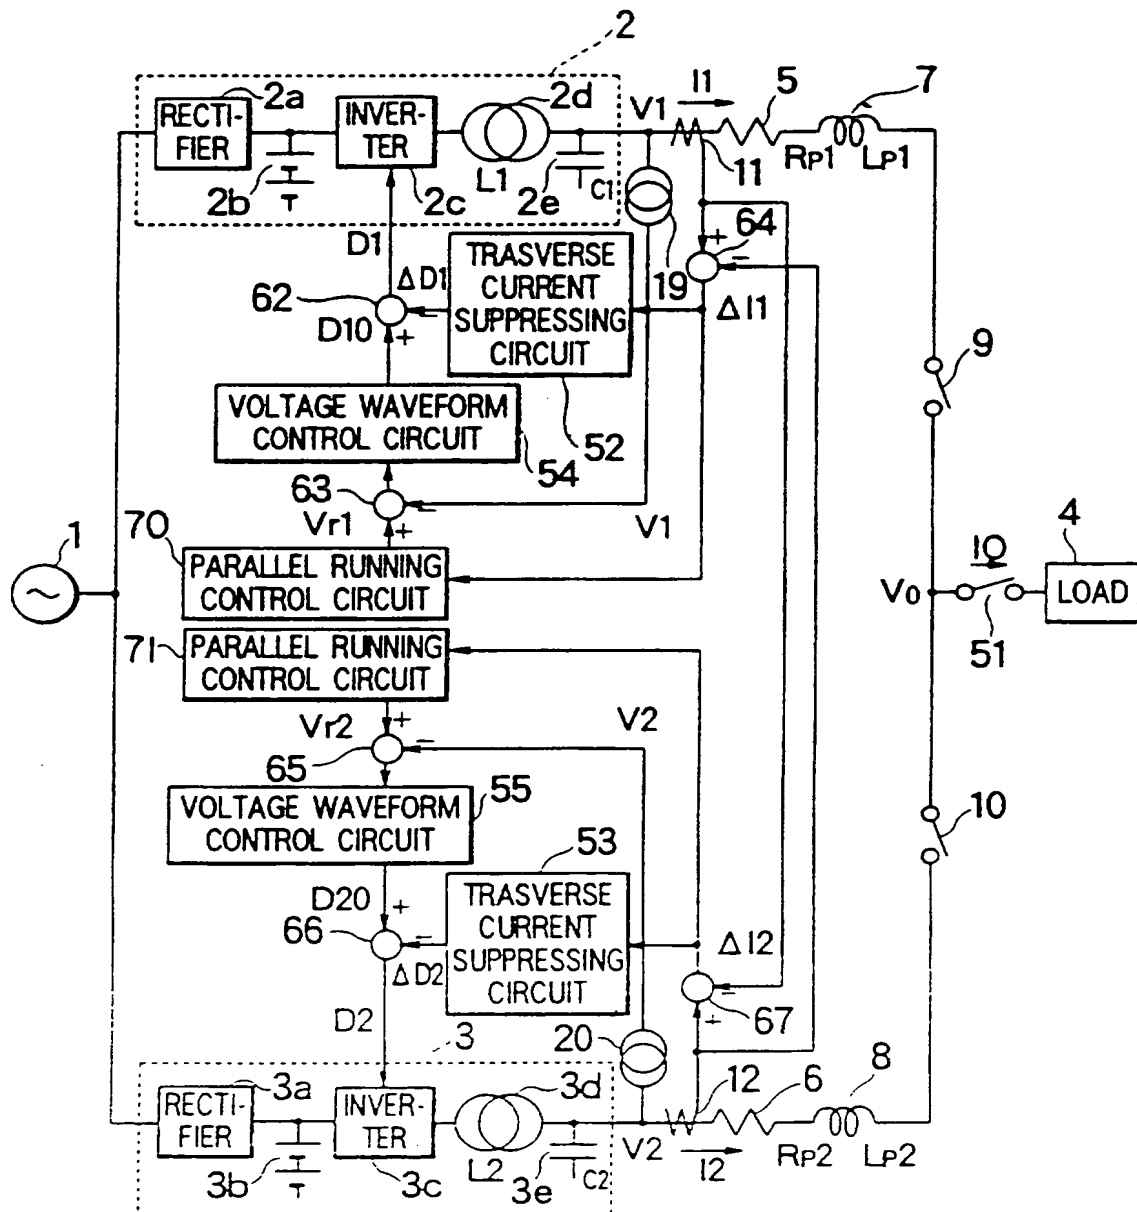 2
2a
RECTI-
FIER
2b
INVER-
TER
2c
2d
L1
2e
C1
V1
I1
5
7
RP1
LP1
11
19
64
+
-
D1
ΔD1
62
D10
-
+
TRASVERSE
CURRENT
SUPPRESSING
CIRCUIT
ΔI1
52
9
VOLTAGE WAVEFORM
CONTROL CIRCUIT
54
63
-
+
Vr1
V1
70
PARALLEL RUNNING
CONTROL CIRCUIT
1
IO
4
LOAD
Vo
51
71
PARALLEL RUNNING
CONTROL CIRCUIT
Vr2
+
-
V2
65
55
VOLTAGE WAVEFORM
CONTROL CIRCUIT
10
53
D20
+
-
66
ΔD2
TRASVERSE
CURRENT
SUPPRESSING
CIRCUIT
ΔI2
-
+
67
D2
20
3
3a
RECTI-
FIER
3b
INVER-
TER
3c
3d
L2
3e
C2
V2
12
I2
6
8
RP2
LP2